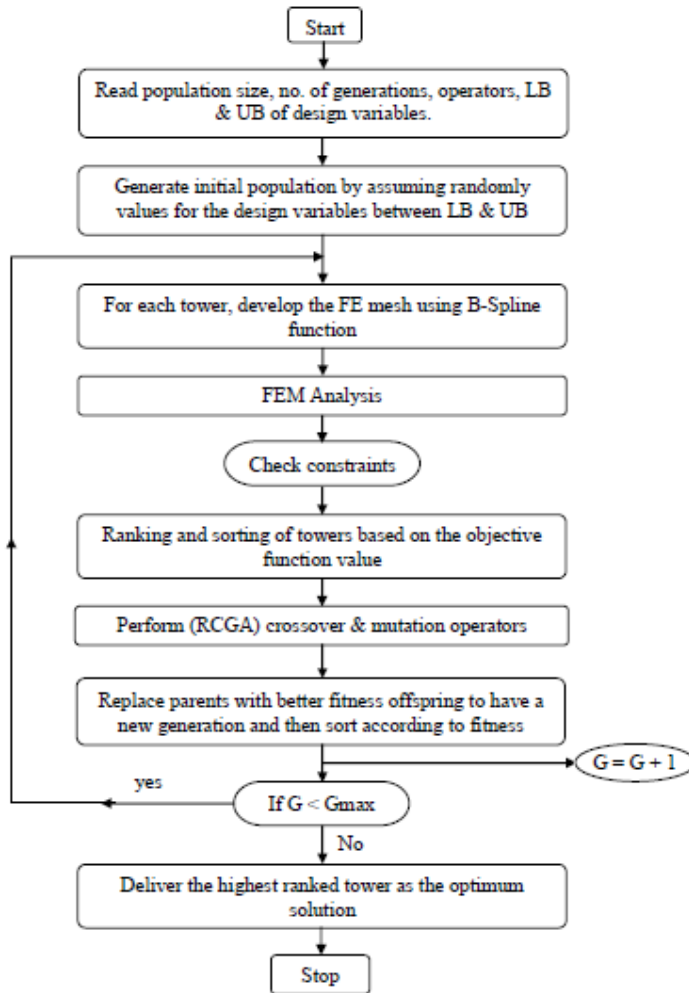 Start
Read population size, no. of generations, operators, LB
& UB of design variables.
Generate initial population by assuming randomly
values for the design variables between LB & UB
For each tower, develop the FE mesh using B-Spline
function
FEM Analysis
Check constraints
Ranking and sorting of towers based on the objective
function value
Perform (RCGA) crossover & mutation operators
Replace parents with better fitness offspring to have a
new generation and then sort according to fitness
G = G + 1
yes
If G < Gmax
No
Deliver the highest ranked tower as the optimum
solution
Stop